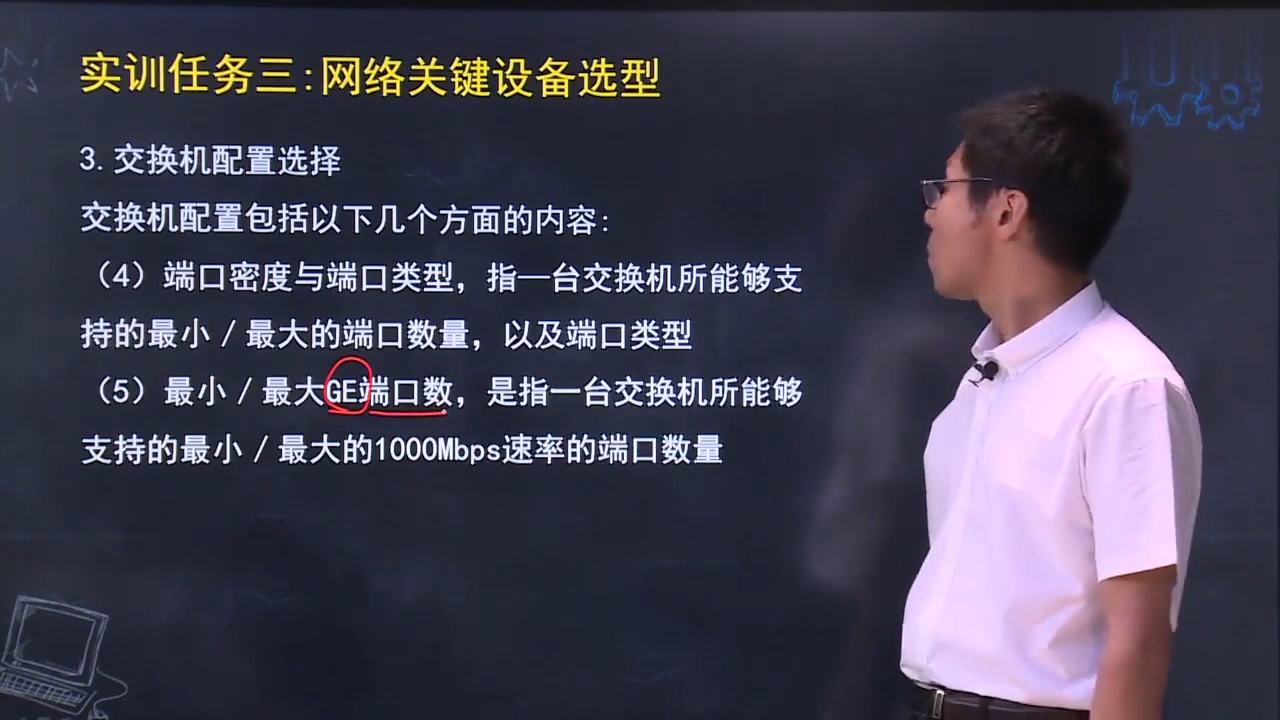 实训任务三:网络关键设备选型
3.交换机配置选择
交换机配置包括以下几个方面的内容:
（4）端口密度与端口类型，指一台交换机所能够支
持的最小／最大的端口数量，以及端口类型
（5）最小／最大GE端口数，是指一台交换机所能够
支持的最小／最大的1000Mbps速率的端口数量